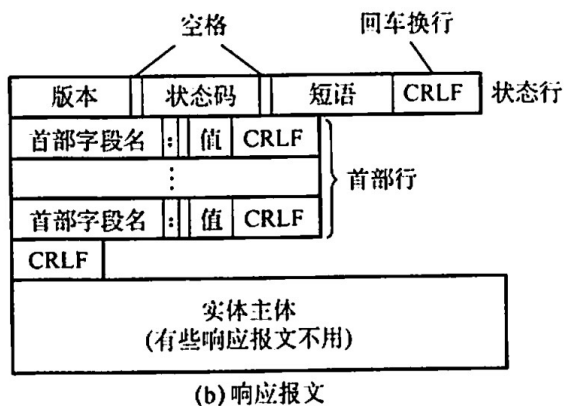 空格 回车换行
版本 状态码 短语 CRLF 状态行
首部字段名 : 值 CRLF
⋮ 首部行
首部字段名 : 值 CRLF
CRLF
实体主体
(有些响应报文不用)
(b)响应报文